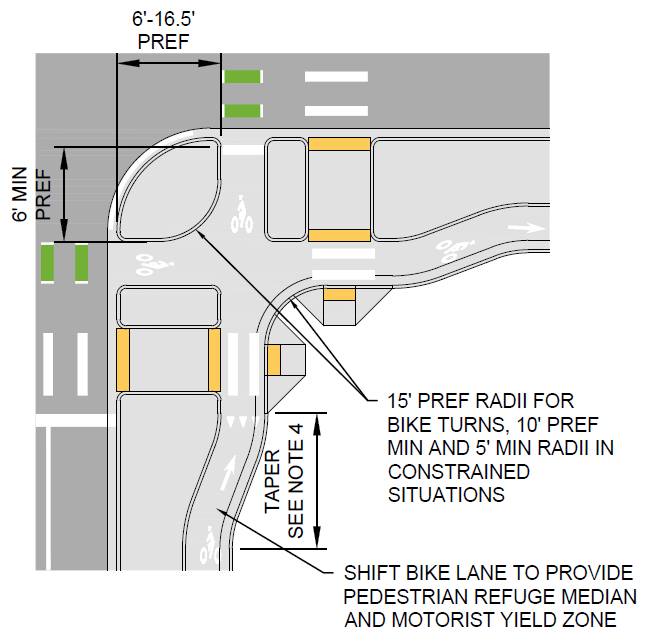 6'-16.5'
PREF
6' MIN
PREF
15' PREF RADII FOR
BIKE TURNS, 10' PREF
MIN AND 5' MIN RADII IN
CONSTRAINED
SITUATIONS
TAPER
SEE NOTE 4
SHIFT BIKE LANE TO PROVIDE
PEDESTRIAN REFUGE MEDIAN
AND MOTORIST YIELD ZONE